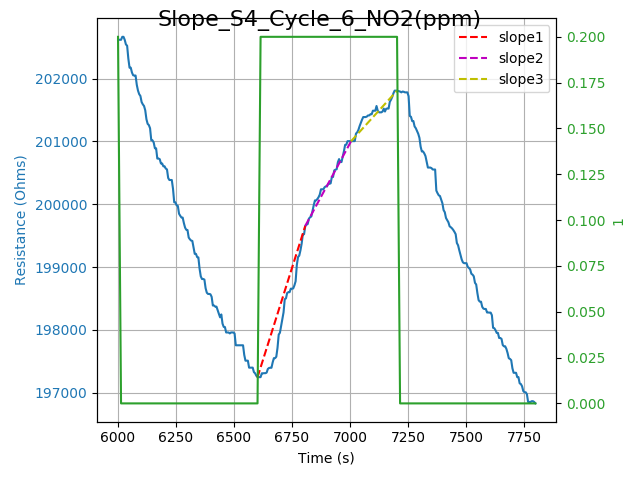 Slope_S4_Cycle_6_NO2(ppm)
slope1
slope2
slope3
202000
201000
200000
199000
198000
197000
Resistance (Ohms)
0.200
0.175
0.150
0.125
0.100
0.075
0.050
0.025
0.000
1
6000 6250 6500 6750 7000 7250 7500 7750
Time (s)